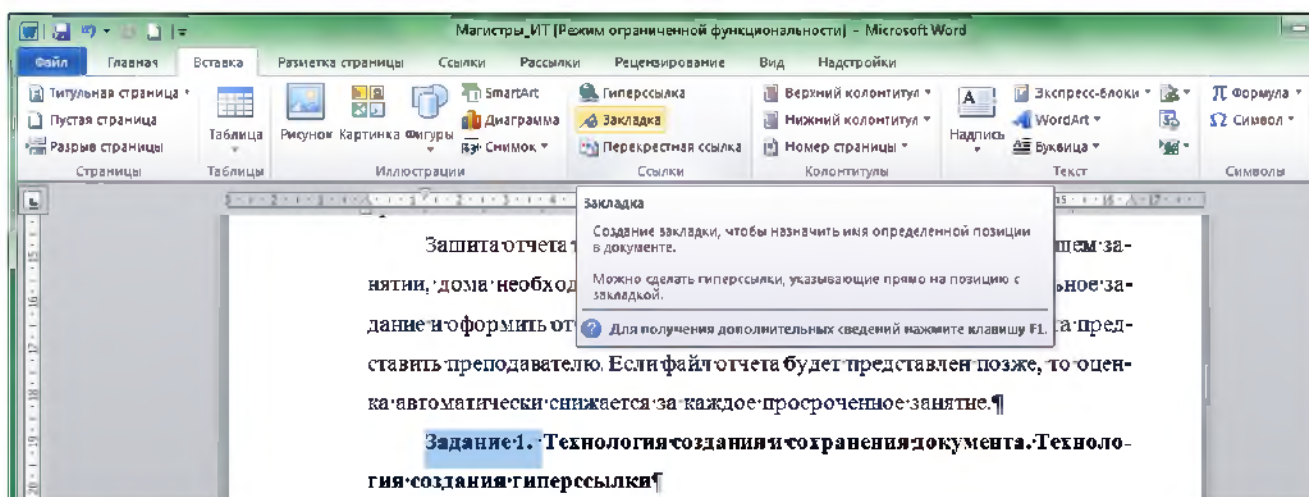 Магистры_ИТ [Режим ограниченной функциональности] - Microsoft Word
Файл Главная Вставка Разметка страницы Ссылки Рассылки Рецензирование Вид Надстройки
Титульная страница
Пустая страница
Разрыв страницы
Страницы
Таблица
Таблицы
Рисунок Картинка Фигуры
SmartArt
Диаграмма
Снимок
Иллюстрации
Гиперссылка
Закладка
Перекрестная ссылка
Ссылки
Верхний колонтитул
Нижний колонтитул
Номер страницы
Колонтитулы
Надпись
Экспресс-блоки
WordArt
Буквица
Текст
π Формула
Ω Символ
Символы
Закладка
Создание закладки, чтобы назначить имя определенной позиции
в документе.
Можно сделать гиперссылки, указывающие прямо на позицию с
закладкой.
Для получения дополнительных сведений нажмите клавишу F1.
Защита отчета щем за-
нятии, дома необход ьное за-
дание и оформить от а пред-
ставить преподавателю. Если файл отчета будет представлен позже, то оцен-
ка автоматически снижается за каждое просроченное занятие.¶
Задание 1. Технология создания и сохранения документа. Техноло-
гия создания гиперссылки¶